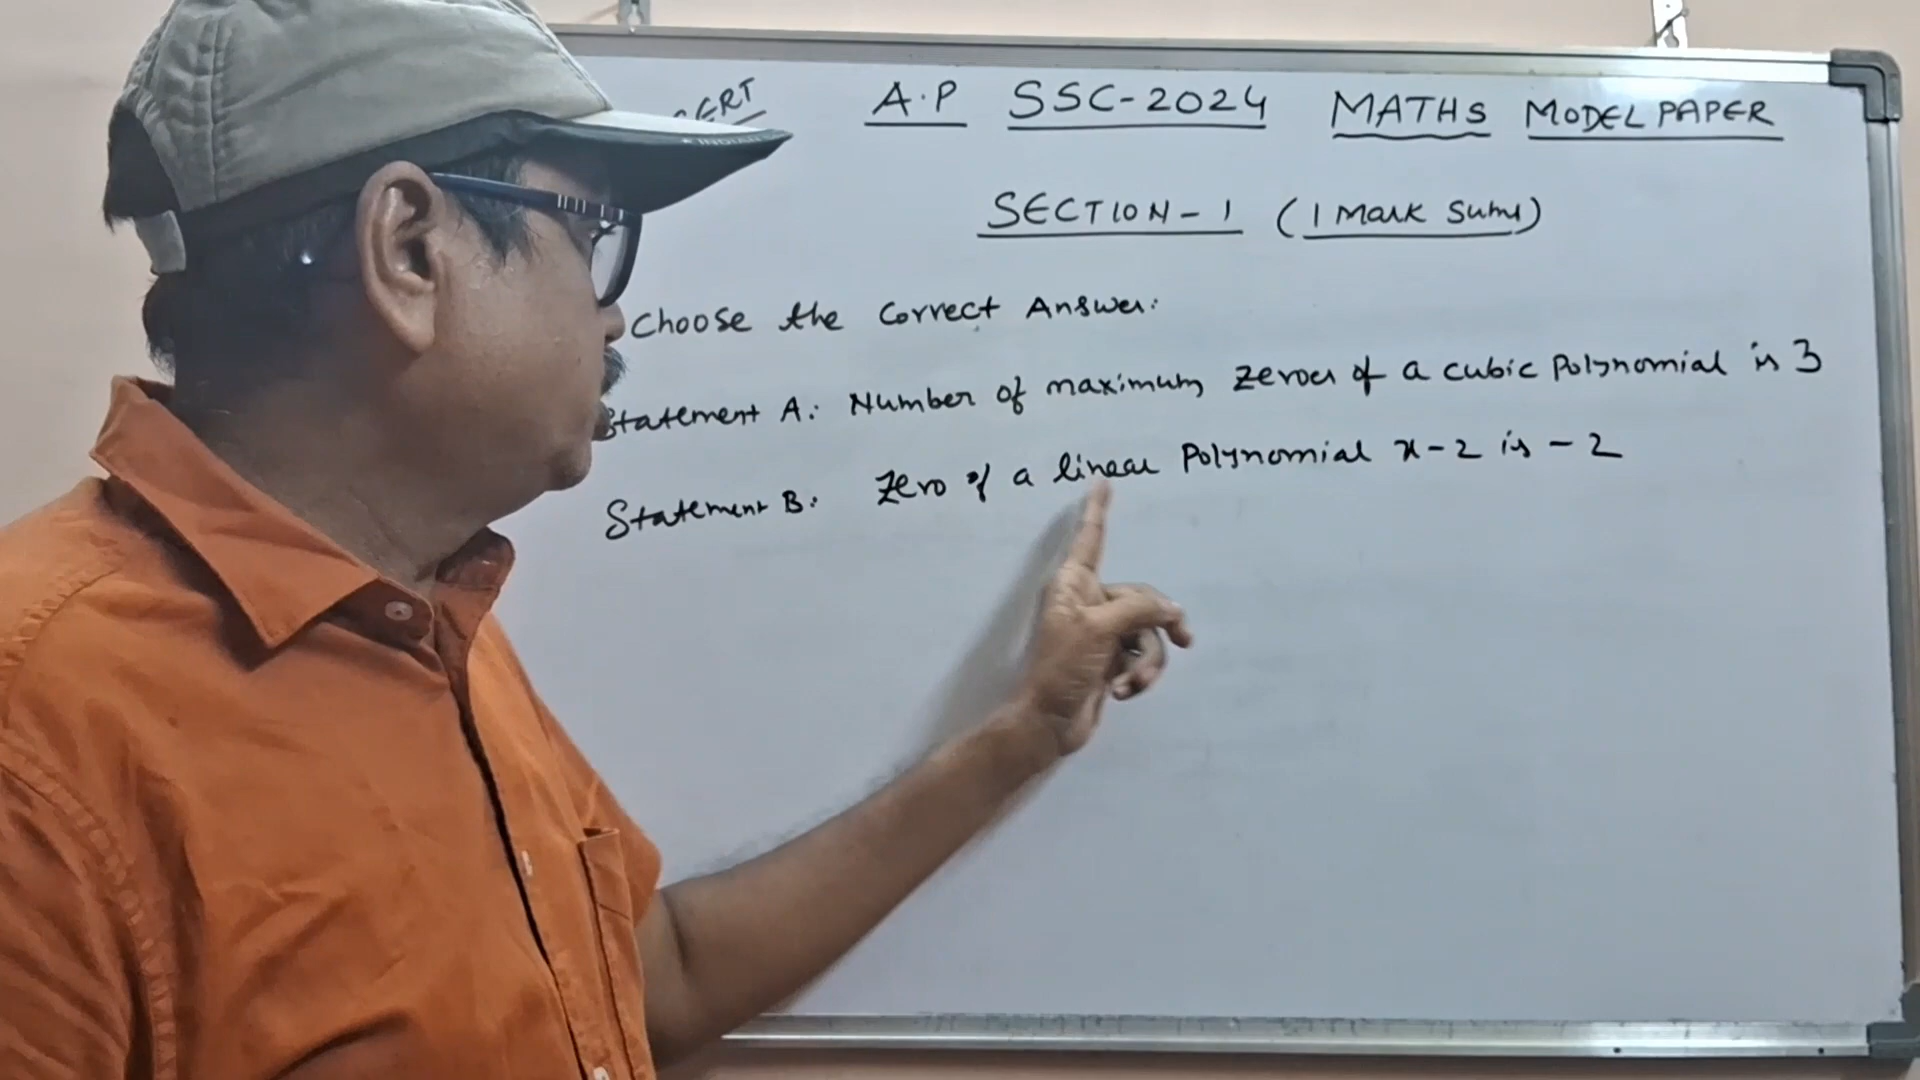 A.P SSC-2024 MATHS MODEL PAPER
SECTION-1 (1 Mark Sums)
Choose the Correct Answer:
Statement A: Number of maximum zeroes of a cubic Polynomial is 3
Statement B: Zero of a linear Polynomial x-2 is -2